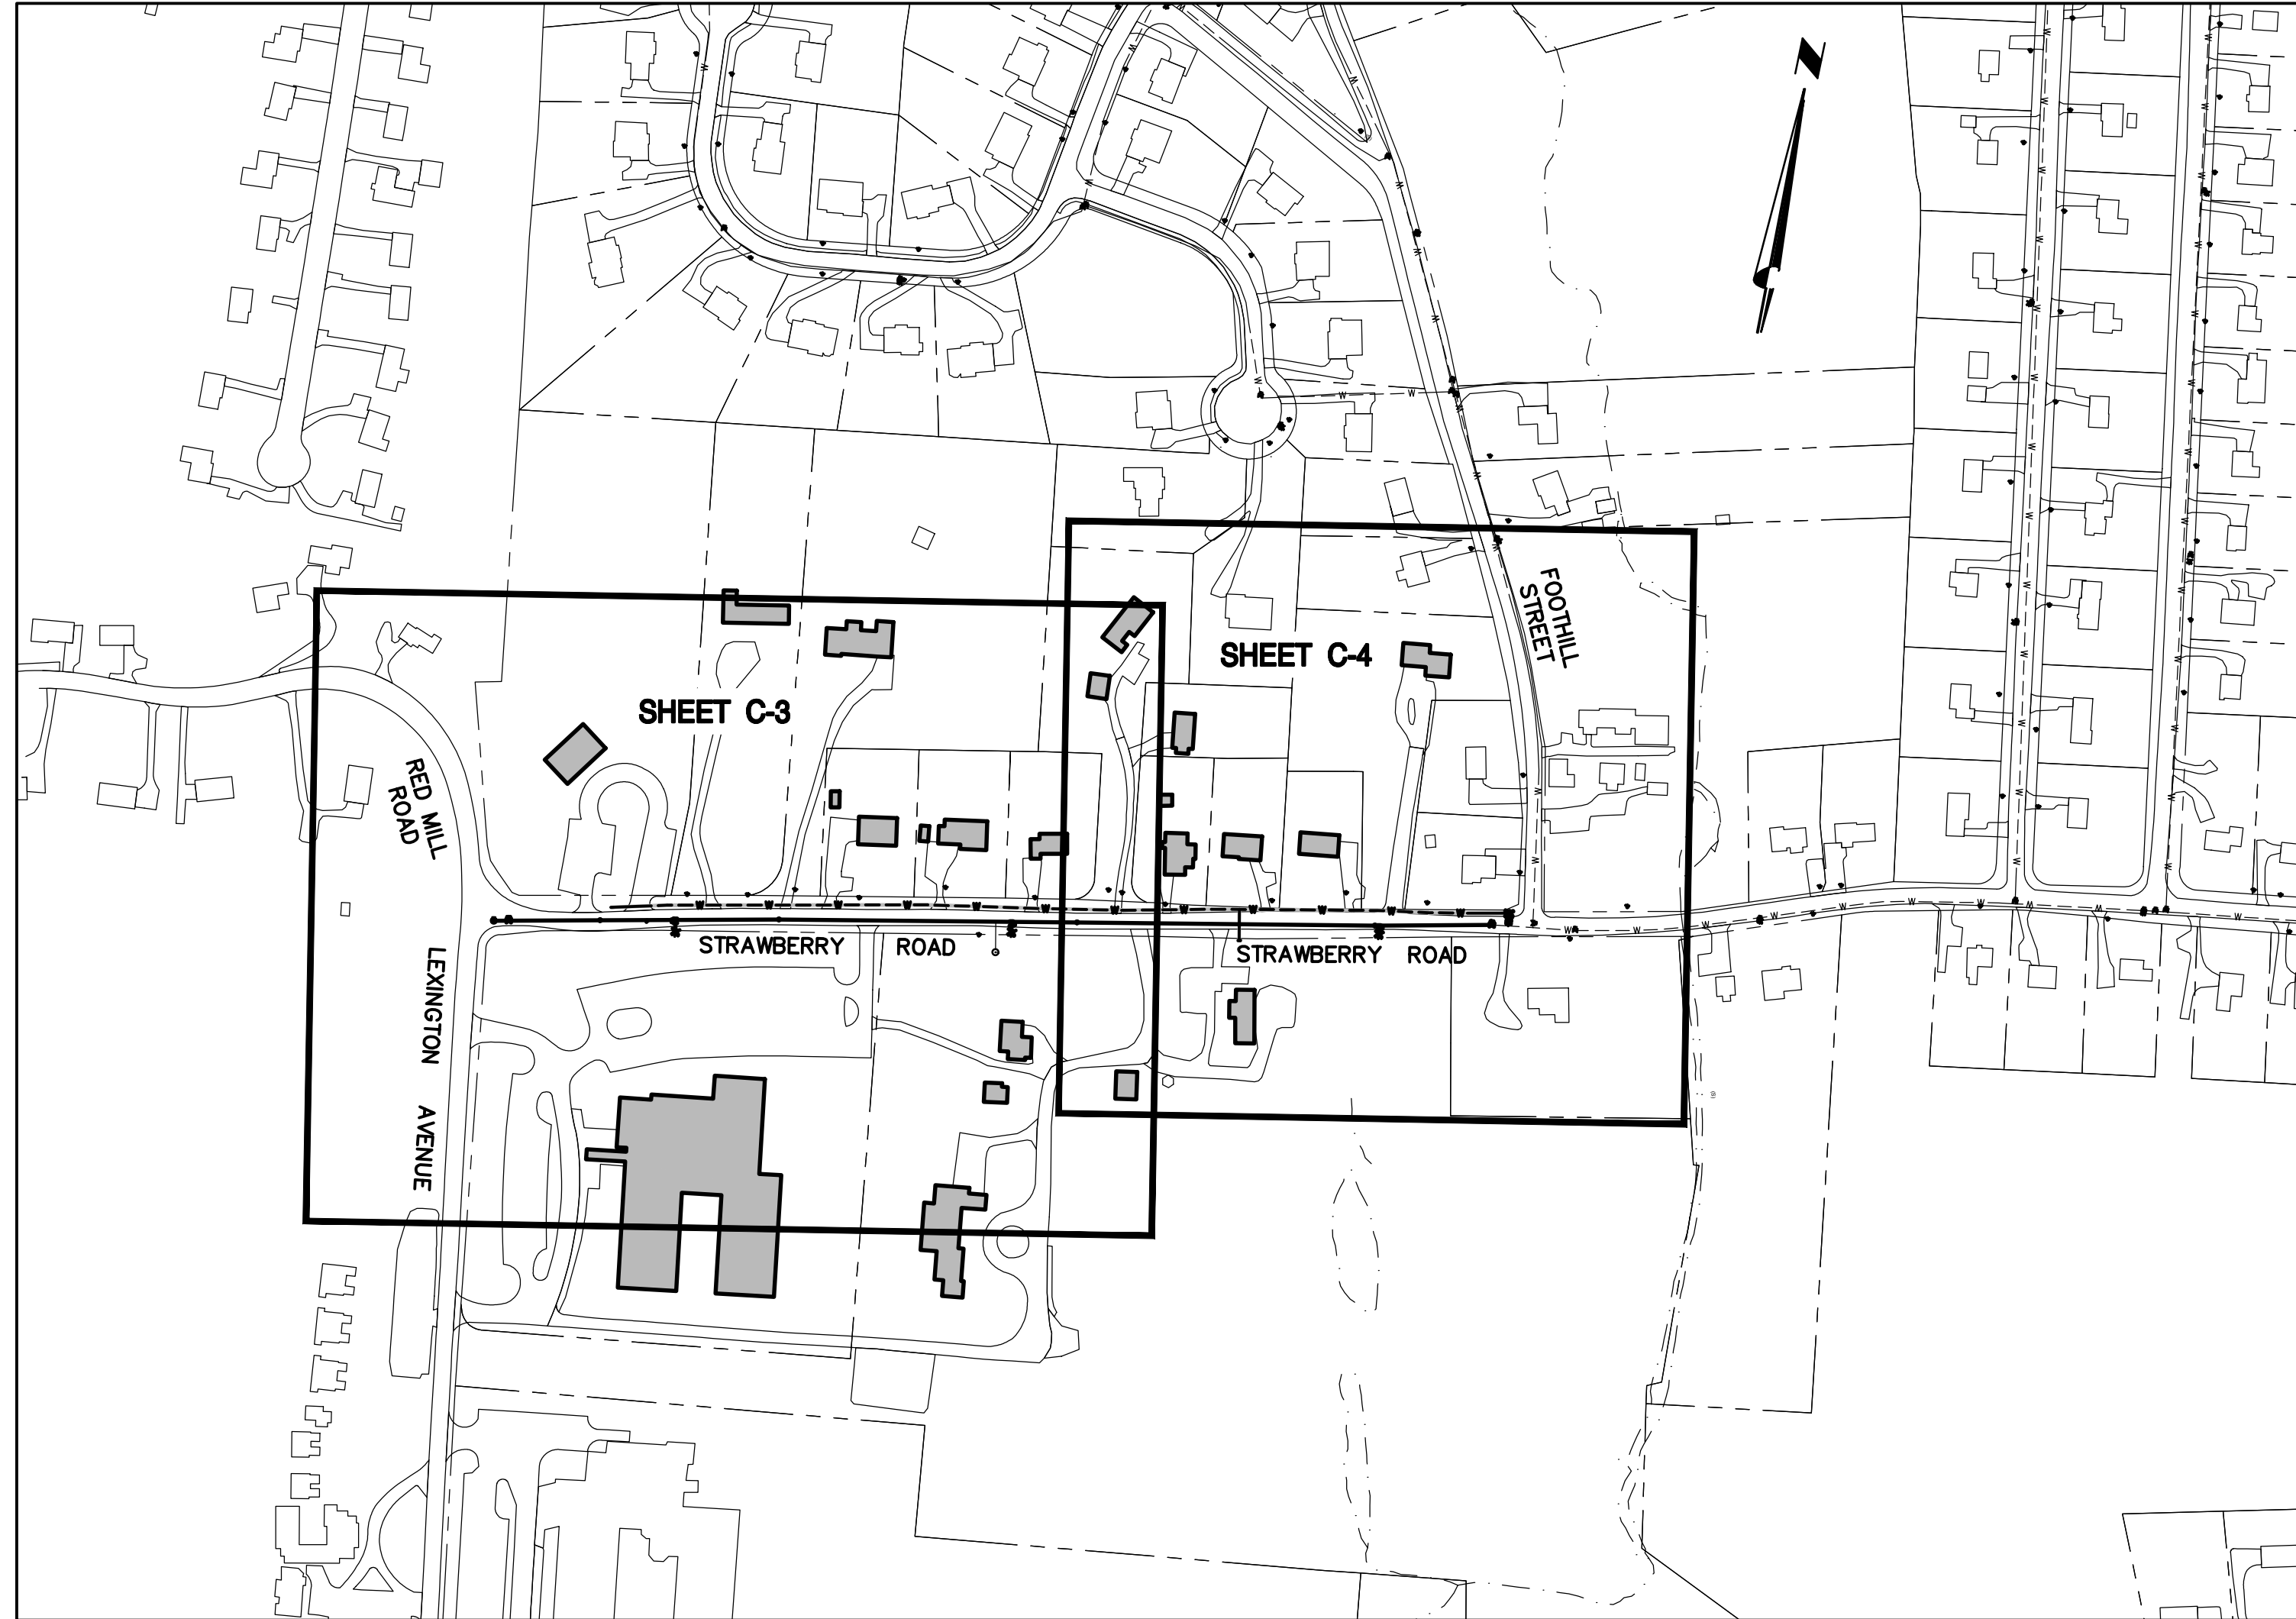 N
SHEET C-3
SHEET C-4
FOOTHILL
STREET
RED MILL
ROAD
STRAWBERRY ROAD
STRAWBERRY ROAD
LEXINGTON AVENUE